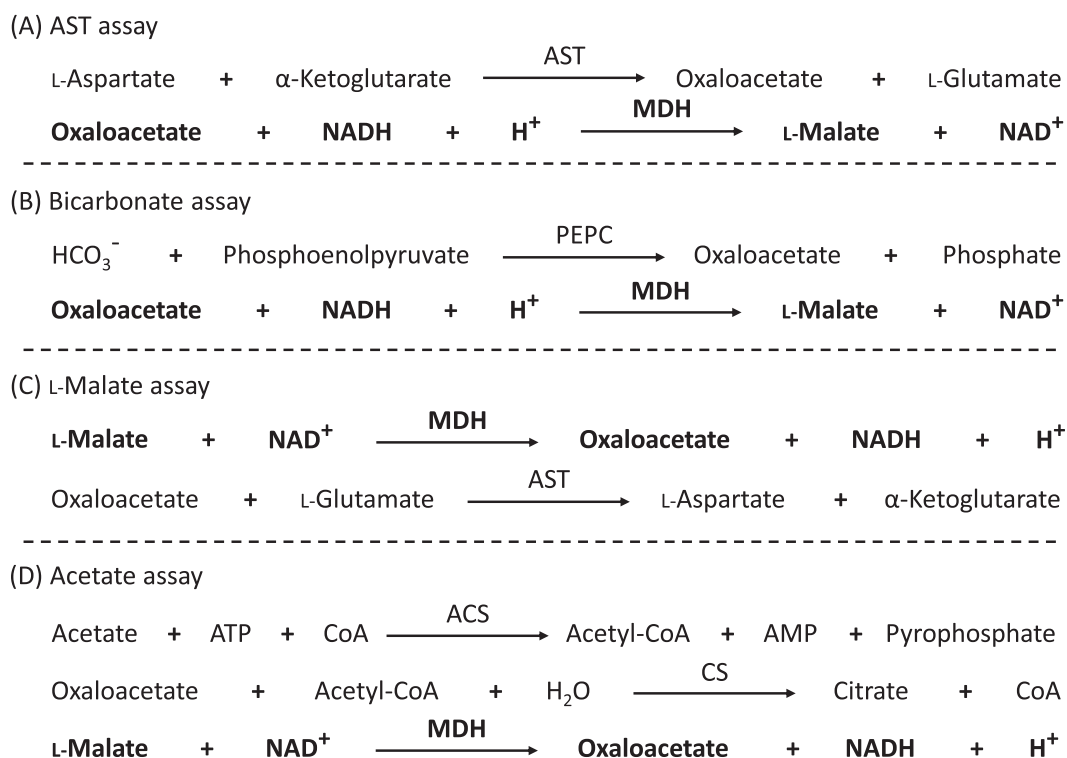 (A) AST assay
AST
L-Aspartate + α-Ketoglutarate Oxaloacetate + L-Glutamate
MDH
Oxaloacetate + NADH + H⁺ L-Malate + NAD⁺
(B) Bicarbonate assay
PEPC
HCO₃⁻ + Phosphoenolpyruvate Oxaloacetate + Phosphate
MDH
Oxaloacetate + NADH + H⁺ L-Malate + NAD⁺
(C) L-Malate assay
MDH
L-Malate + NAD⁺ Oxaloacetate + NADH + H⁺
AST
Oxaloacetate + L-Glutamate L-Aspartate + α-Ketoglutarate
(D) Acetate assay
ACS
Acetate + ATP + CoA Acetyl-CoA + AMP + Pyrophosphate
CS
Oxaloacetate + Acetyl-CoA + H₂O Citrate + CoA
MDH
L-Malate + NAD⁺ Oxaloacetate + NADH + H⁺